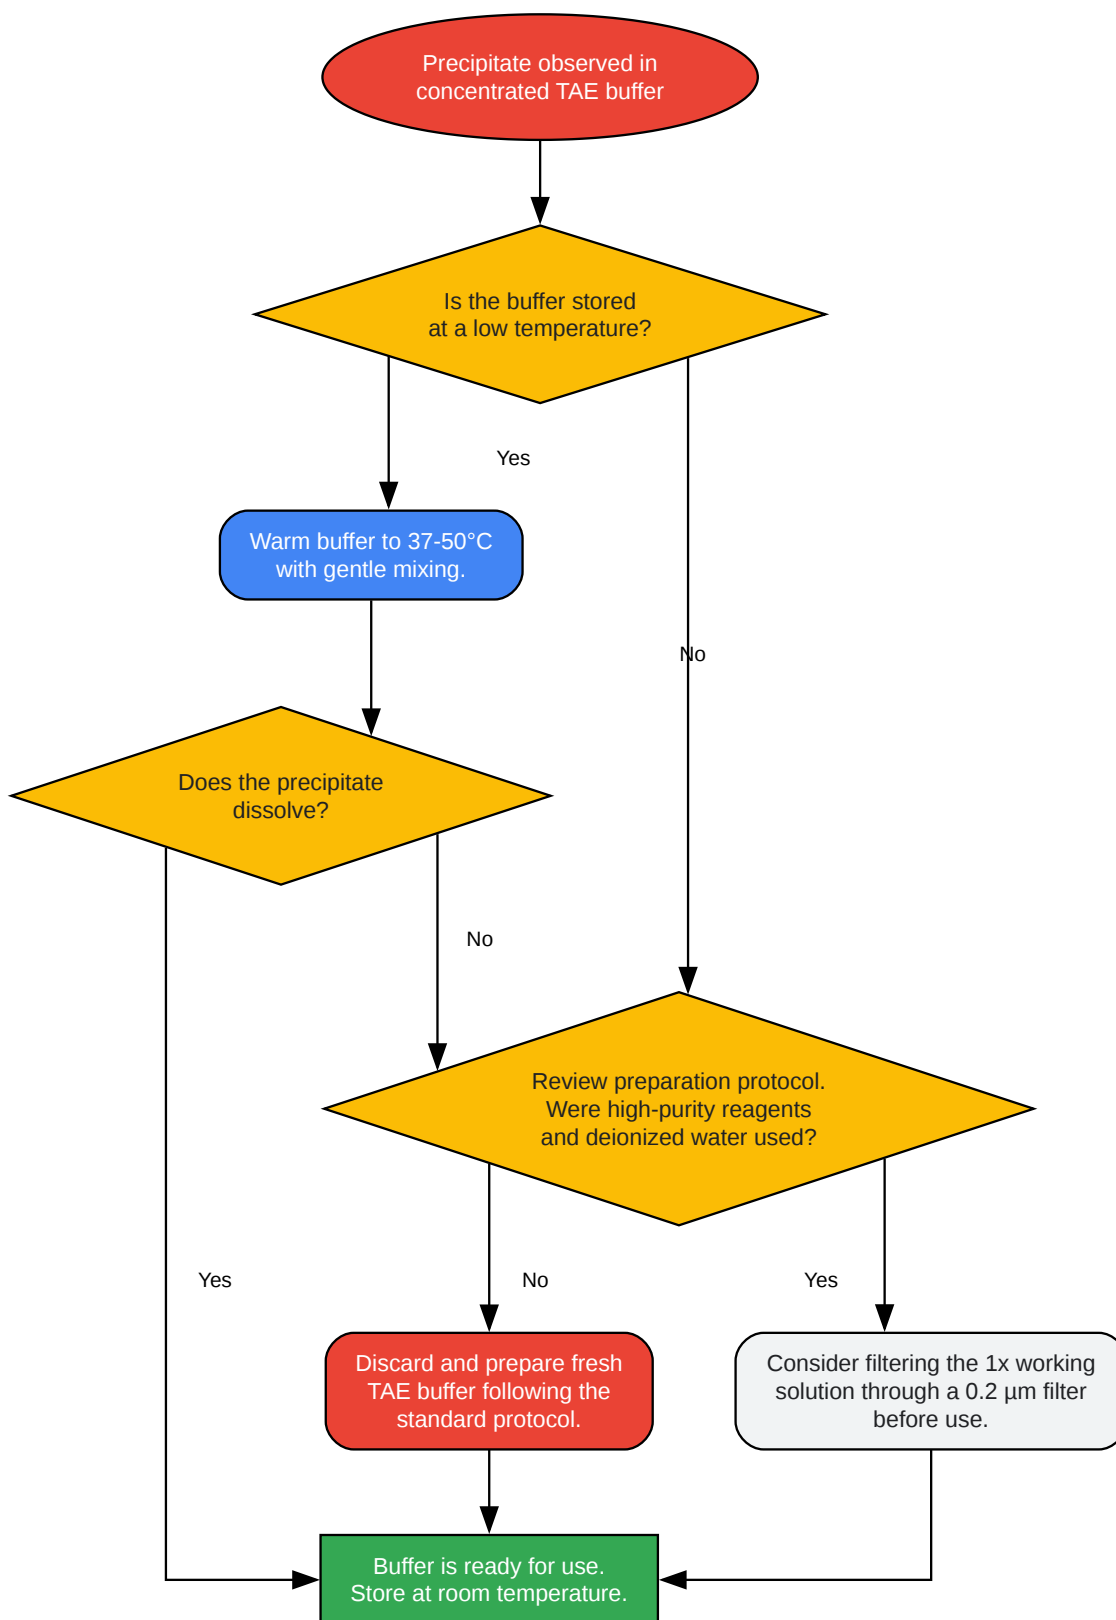 Precipitate observed in
concentrated TAE buffer
Is the buffer stored
at a low temperature?
Yes
Warm buffer to 37-50°C
with gentle mixing.
No
Does the precipitate
dissolve?
No
Review preparation protocol.
Were high-purity reagents
and deionized water used?
Yes
No
Yes
Discard and prepare fresh
TAE buffer following the
standard protocol.
Consider filtering the 1x working
solution through a 0.2 µm filter
before use.
Buffer is ready for use.
Store at room temperature.